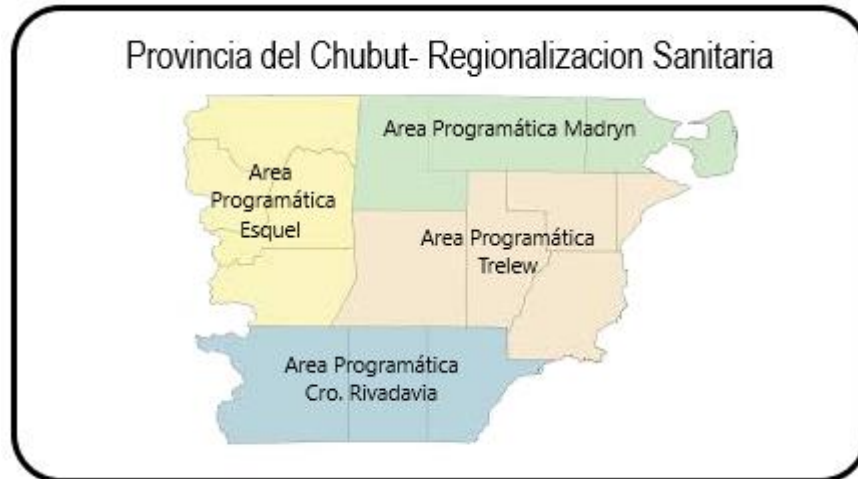 Provincia del Chubut- Regionalizacion Sanitaria
Area Programática Madryn
Area
Programática
Esquel
Area Programática
Trelew
Area Programática
Cro. Rivadavia